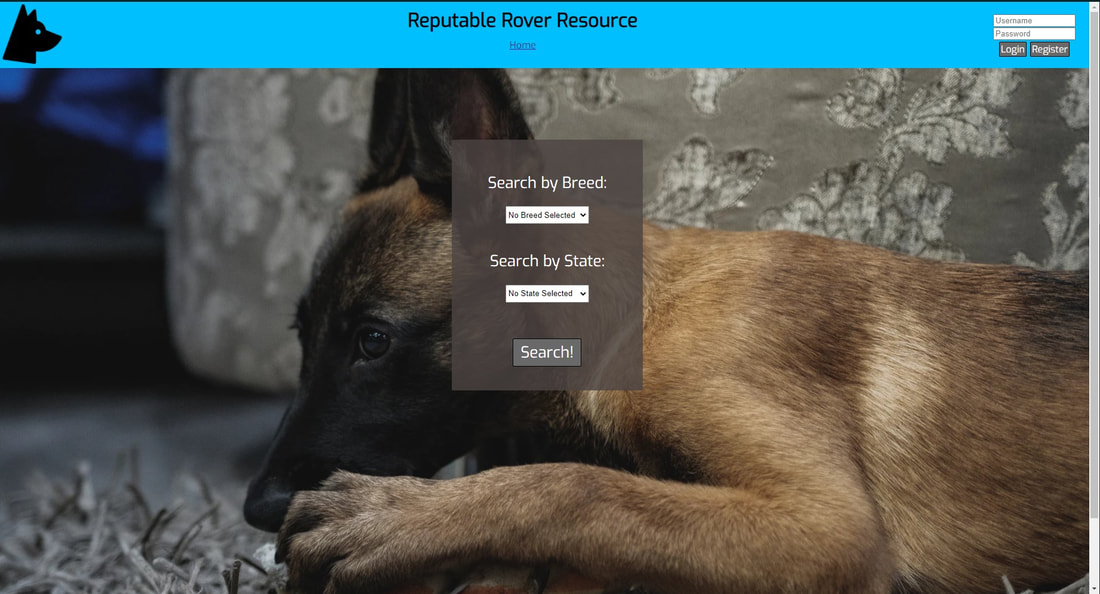 Reputable Rover Resource
Home
Username
Password
Login Register
Search by Breed:
No Breed Selected
Search by State:
No State Selected
Search!